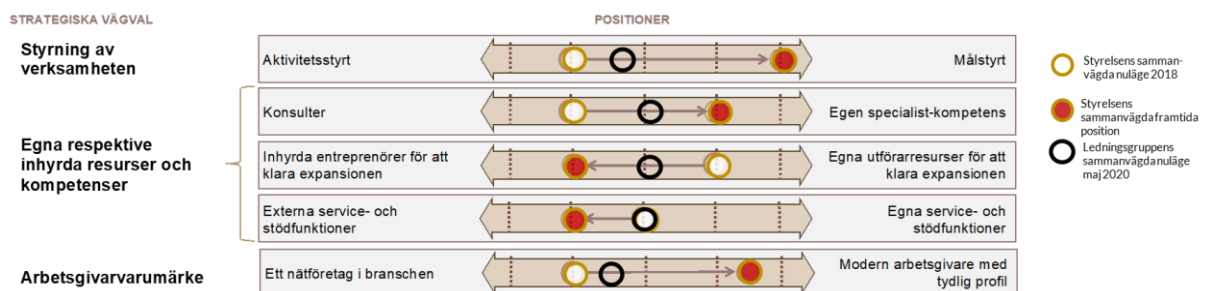 STRATEGISKA VÄGVAL
POSITIONER
Styrning av
verksamheten
Aktivitetsstyrt
Målstyrt
Egna respektive
inhyrda resurser och
kompetenser
Konsulter
Egen specialist-kompetens
Inhyrda entreprenörer för att
klara expansionen
Egna utförarresurser för att
klara expansionen
Externa service- och
stödfunktioner
Egna service- och
stödfunktioner
Arbetsgivarvarumärke
Ett nätföretag i branschen
Modern arbetsgivare med
tydlig profil
Styrelsens samman-
vägda nuläge 2018
Styrelsens
sammanvägda framtida
position
Ledningsgruppens
sammanvägda nuläge
maj 2020